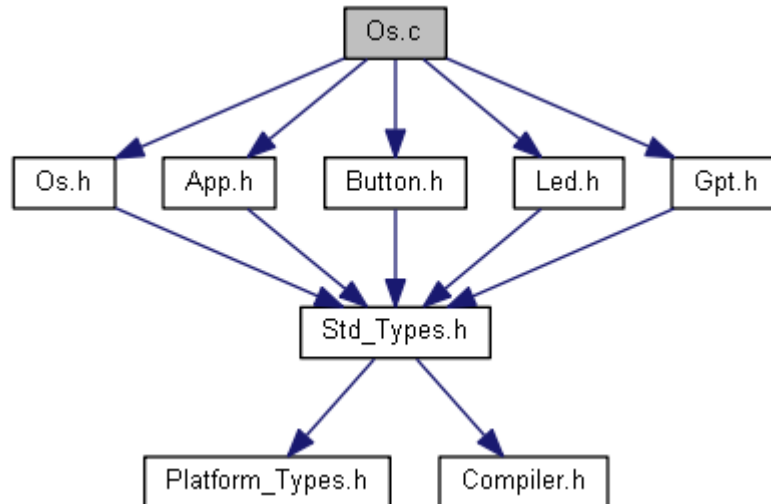 Os.c
Os.h
App.h
Button.h
Led.h
Gpt.h
Std_Types.h
Platform_Types.h
Compiler.h